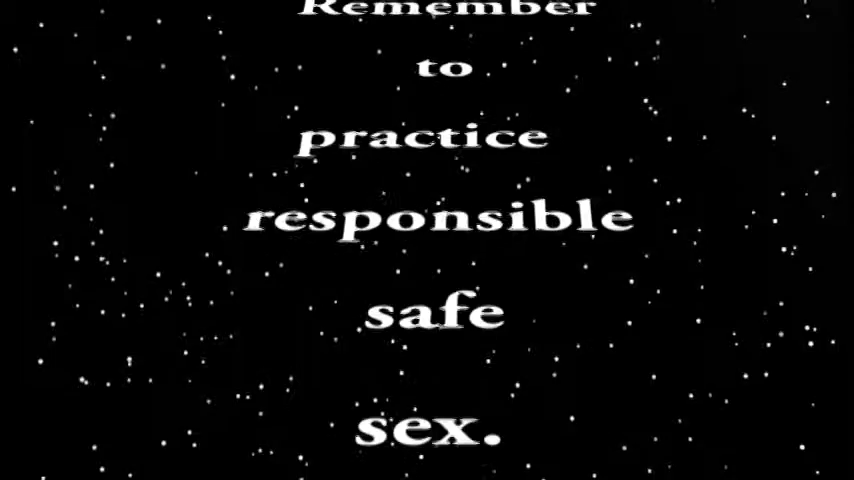 Remember
to
practice
responsible
safe
sex.